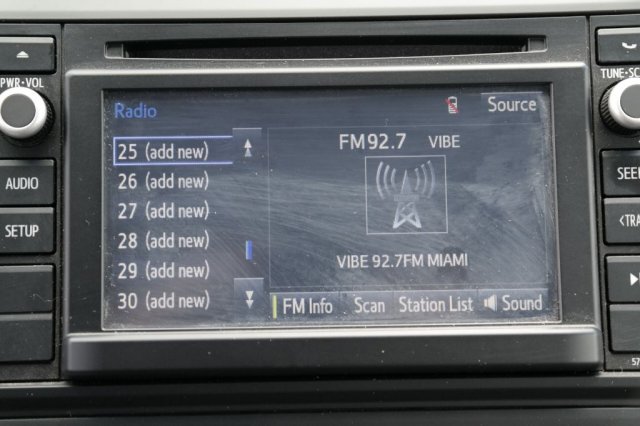 PWR•VOL
AUDIO
SETUP
Radio
Source
25 (add new)
26 (add new)
27 (add new)
28 (add new)
29 (add new)
30 (add new)
FM92.7 VIBE
VIBE 92.7FM MIAMI
FM Info Scan Station List Sound
TUNE•SC
SEE
<TRA
57